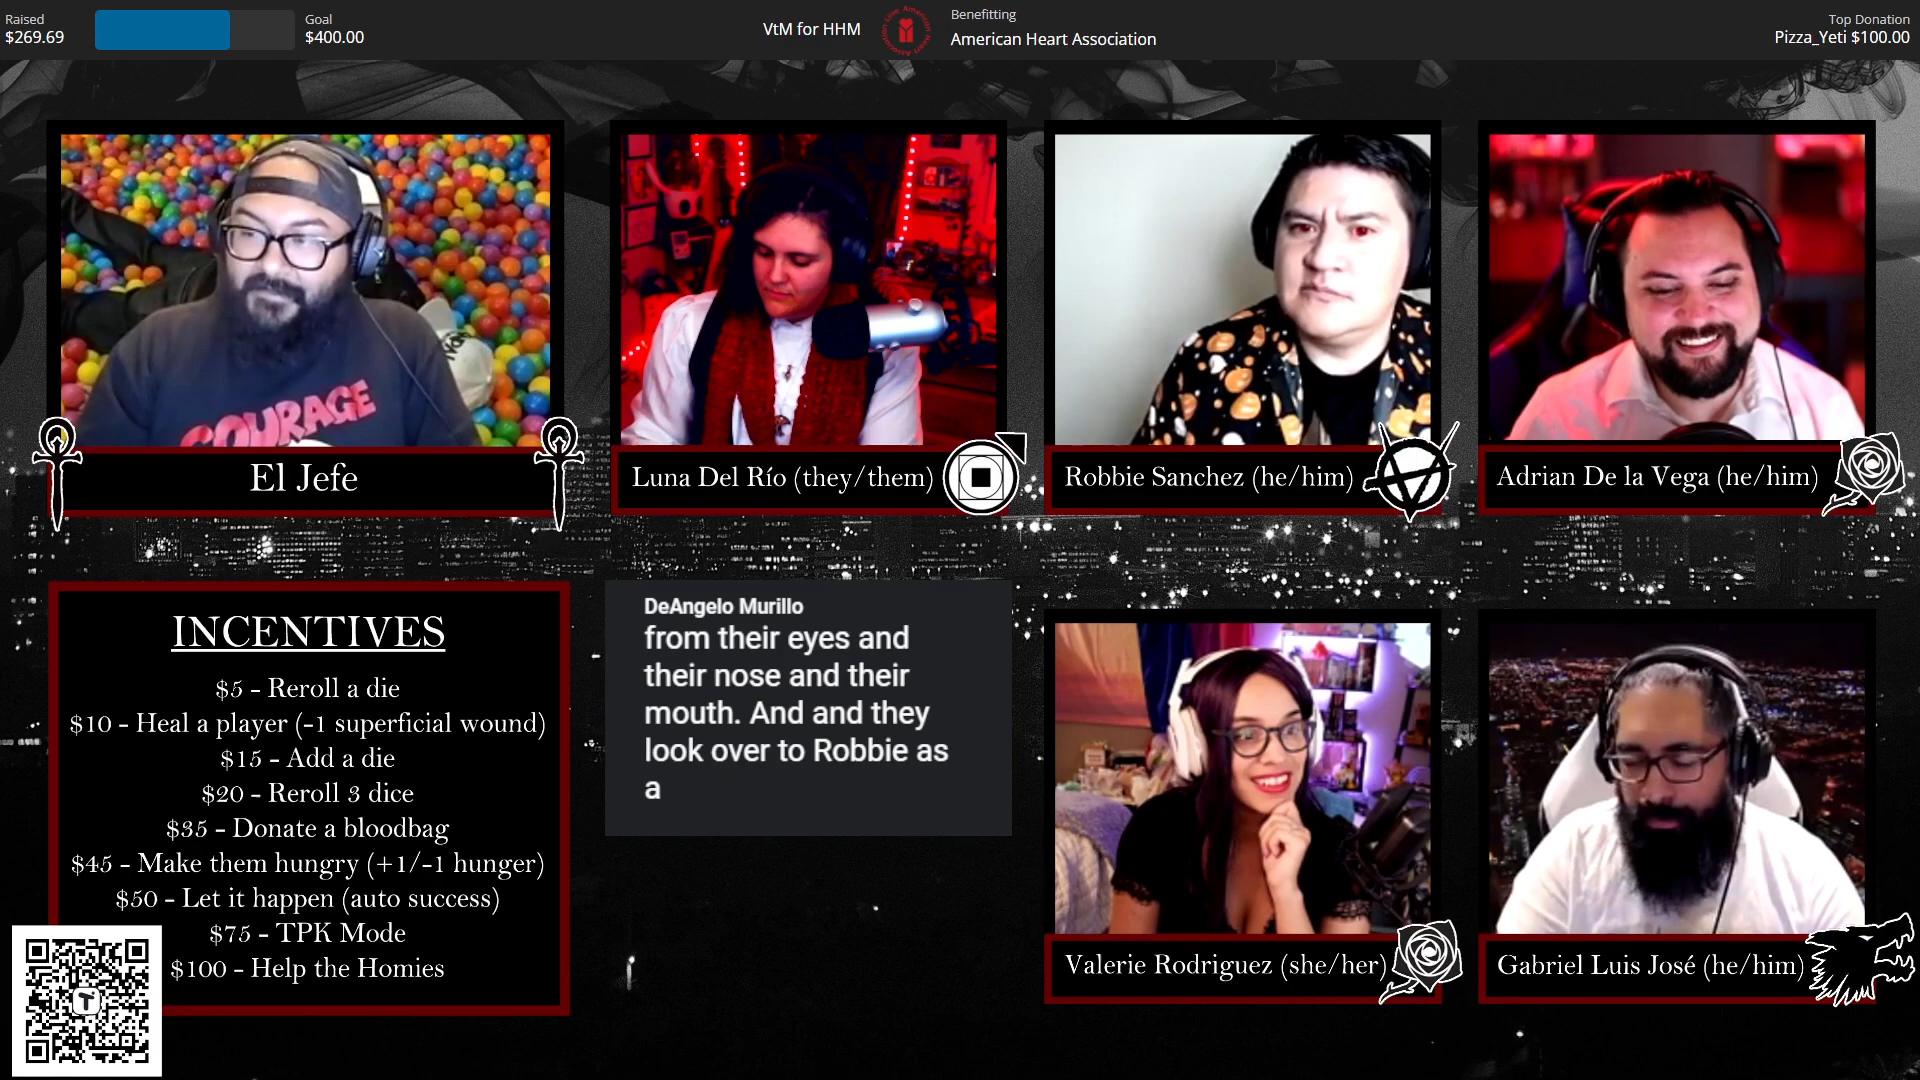 Raised
$269.69
Goal
$400.00
VtM for HHM
Benefitting
American Heart Association
Top Donation
Pizza_Yeti $100.00
COURAGE
El Jefe
Luna Del Río (they/them)
Robbie Sanchez (he/him)
Adrian De la Vega (he/him)
INCENTIVES
$5 - Reroll a die
$10 - Heal a player (-1 superficial wound)
$15 - Add a die
$20 - Reroll 3 dice
$35 - Donate a bloodbag
$45 - Make them hungry (+1/-1 hunger)
$50 - Let it happen (auto success)
$75 - TPK Mode
$100 - Help the Homies
DeAngelo Murillo
from their eyes and
their nose and their
mouth. And and they
look over to Robbie as
a
Valerie Rodriguez (she/her)
Gabriel Luis José (he/him)